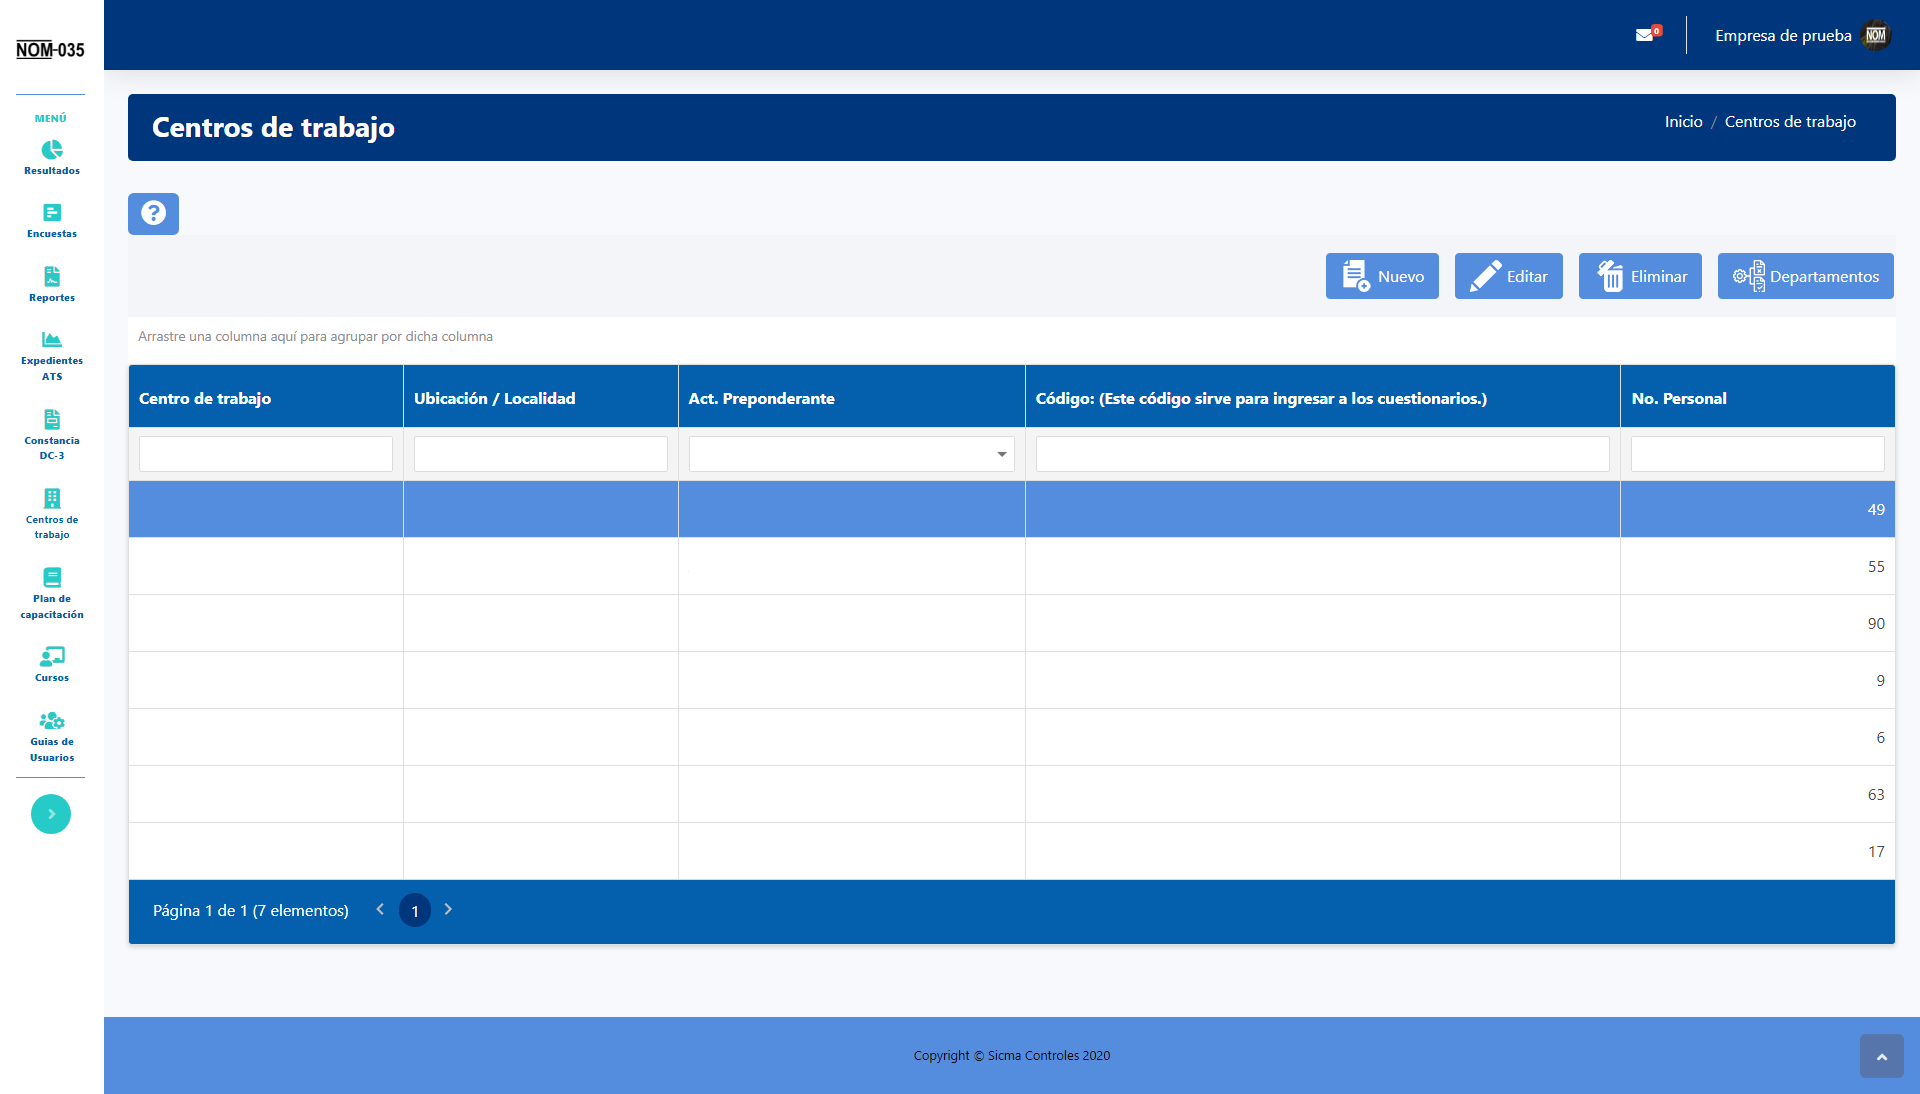 NOM-035
0
Empresa de prueba
NOM
MENÚ
Resultados
Encuestas
Reportes
Expedientes
ATS
Constancia
DC-3
Centros de
trabajo
Plan de
capacitación
Cursos
Guias de
Usuarios
Centros de trabajo
Inicio / Centros de trabajo
?
Nuevo
Editar
Eliminar
Departamentos
Arrastre una columna aquí para agrupar por dicha columna
Centro de trabajo
Ubicación / Localidad
Act. Preponderante
Código: (Este código sirve para ingresar a los cuestionarios.)
No. Personal
49
55
90
9
6
63
17
Página 1 de 1 (7 elementos)
1
Copyright © Sicma Controles 2020